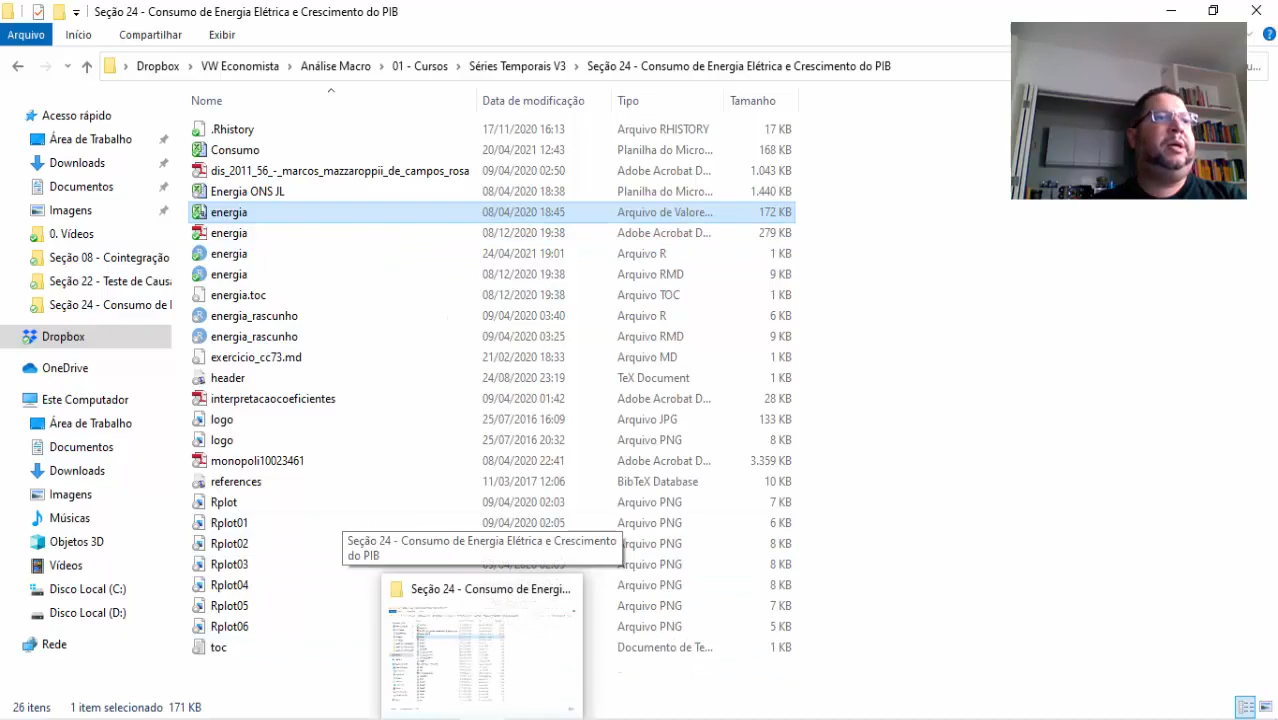 Seção 24 - Consumo de Energia Elétrica e Crescimento do PIB
Arquivo Início Compartilhar Exibir
Dropbox VW Economista Análise Macro 01 - Cursos Séries Temporais V3 Seção 24 - Consumo de Energia Elétrica e Crescimento do PIB
Nome Data de modificação Tipo Tamanho
Acesso rápido
Área de Trabalho
Downloads
Documentos
Imagens
0. Vídeos
Seção 08 - Cointegração
Seção 22 - Teste de Causa
Seção 24 - Consumo de
Dropbox
OneDrive
Este Computador
Área de Trabalho
Documentos
Downloads
Imagens
Músicas
Objetos 3D
Vídeos
Disco Local (C:)
Disco Local (D:)
Rede
.Rhistory 17/11/2020 16:13 Arquivo RHISTORY 17 KB
Consumo 20/04/2021 12:43 Planilha do Micro... 168 KB
09/04/2020 02:50 Adobe Acrobat D...
Energia ONS JL 08/04/2020 18:38 Planilha do Micro... 1.440 KB
energia 08/04/2020 18:45 Arquivo de Valore... 172 KB
energia 08/12/2020 19:38 Adobe Acrobat D... 279 KB
energia 24/04/2021 19:01 Arquivo R 1 KB
energia 08/12/2020 19:38 Arquivo RMD 9 KB
energia.toc 08/12/2020 19:38 Arquivo TOC 1 KB
energia_rascunho 09/04/2020 03:40 Arquivo R 6 KB
energia_rascunho 09/04/2020 03:25 Arquivo RMD 9 KB
exercicio_cc73.md 21/02/2020 18:33 Arquivo MD 1 KB
header 24/08/2020 23:19 TeX Document 1 KB
interpretacaocoeficientes 09/04/2020 01:42 Adobe Acrobat D... 28 KB
logo 25/07/2016 16:09 Arquivo JPG 133 KB
logo 25/07/2016 20:32 Arquivo PNG 8 KB
monopoli10023461 08/04/2020 22:41 Adobe Acrobat D... 3.359 KB
references 11/03/2017 12:06 BibTeX Database 10 KB
Rplot 09/04/2020 02:03 Arquivo PNG 7 KB
Rplot01 09/04/2020 02:05 Arquivo PNG 6 KB
Rplot02 Arquivo PNG 8 KB
Rplot03 Arquivo PNG 8 KB
Rplot04 Arquivo PNG 8 KB
Rplot05 Arquivo PNG 8 KB
Arquivo PNG 8 KB
Seção 24 - Consumo de Energia Elétrica e Crescimento
do PIB
Seção 24 - Consumo de Energi...
26 itens 171 KB